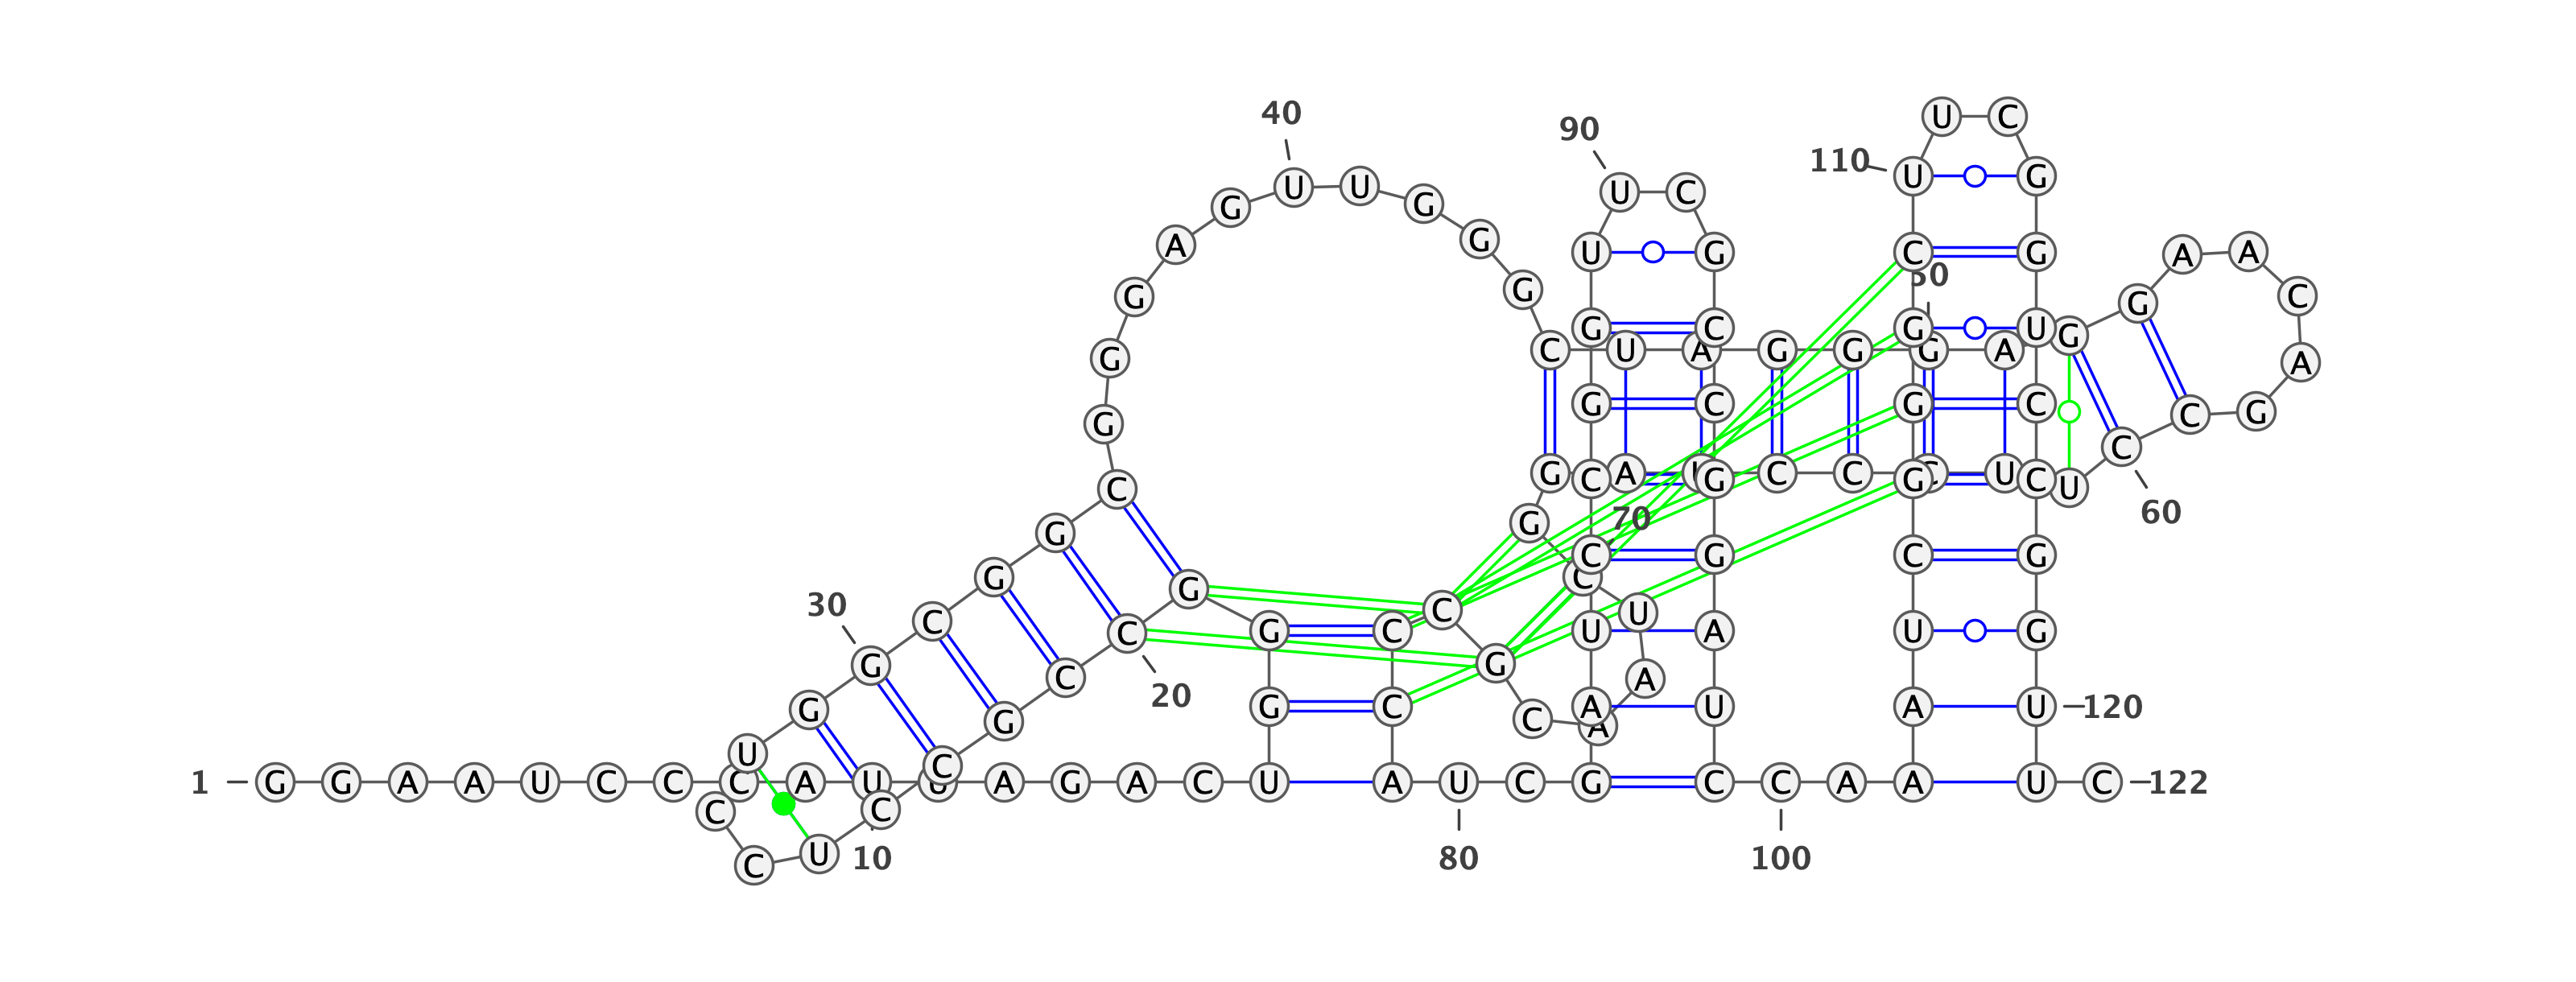 40
U C
90
110
U U G
U C
A G G
U G C G A A
G G G
50
C
G G G C G U G
G C U A G G G A A
G G C G C C G
C G A U C C C U
G C G G C U
C
G
70 60
G C C C G C G
30
G C U
C G C U A U G
G C G
C A
20
G G C A U A U 120
G C A
U
1 G G A A U C C C A U U A G A C U A U C G C C A A U C 122
C
C C
U
C
10 80 100